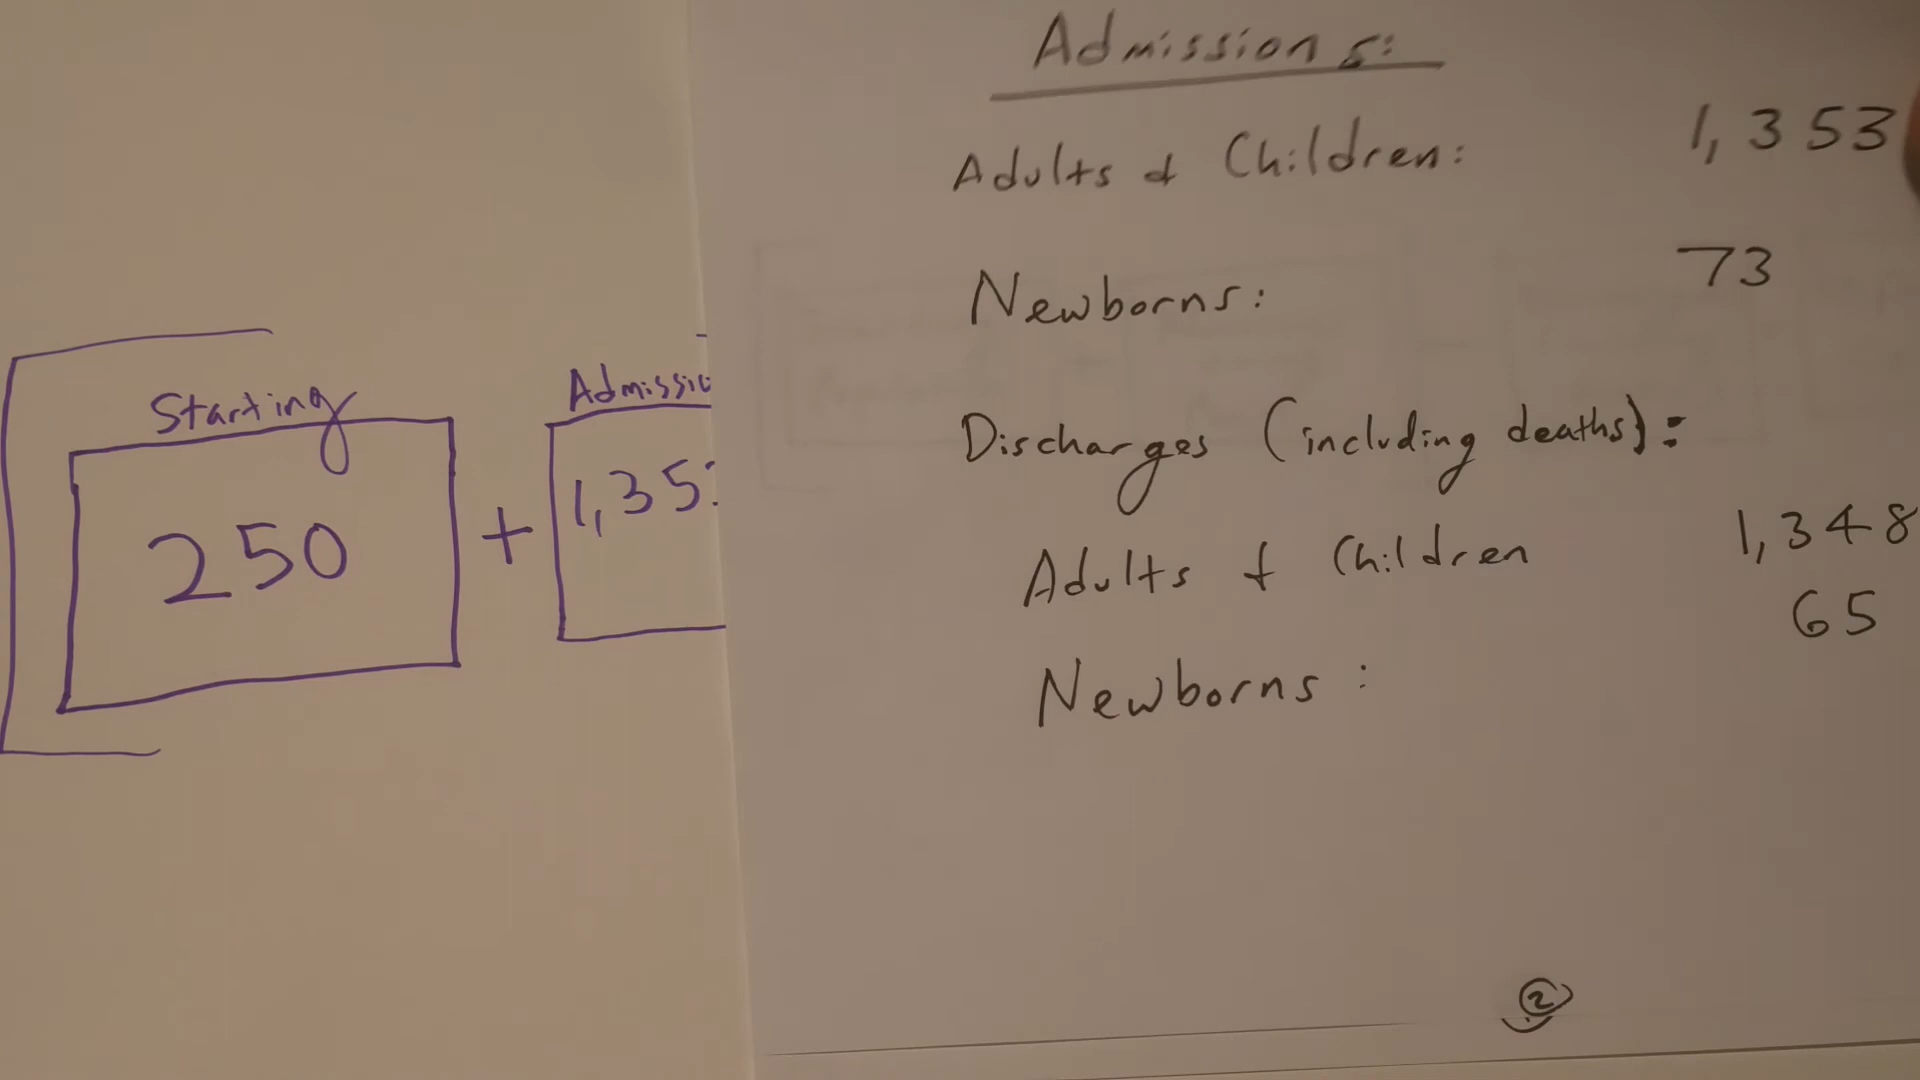 Starting
250
+
Admissio
1,35
Admissions:
Adults & Children: 1,353
Newborns: 73
Discharges (including deaths):
Adults & Children 1,348
65
Newborns:
2